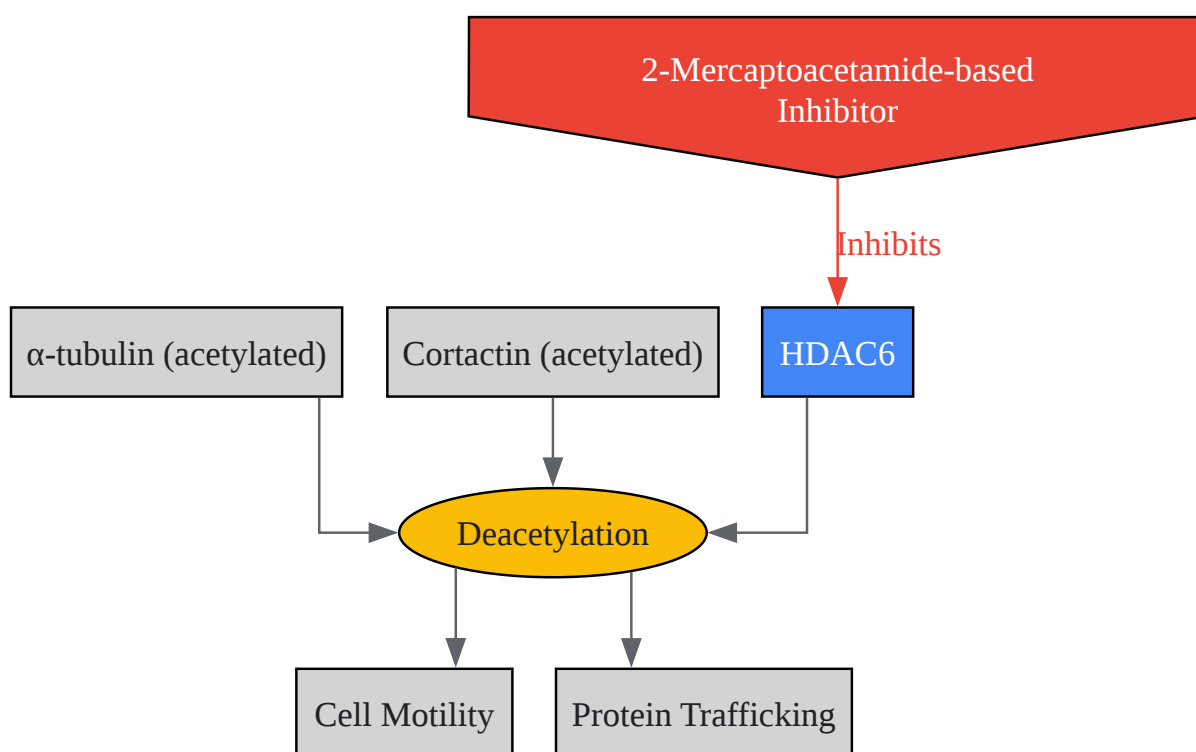 2-Mercaptoacetamide-based
Inhibitor
Inhibits
α-tubulin (acetylated)
Cortactin (acetylated)
HDAC6
Deacetylation
Cell Motility
Protein Trafficking